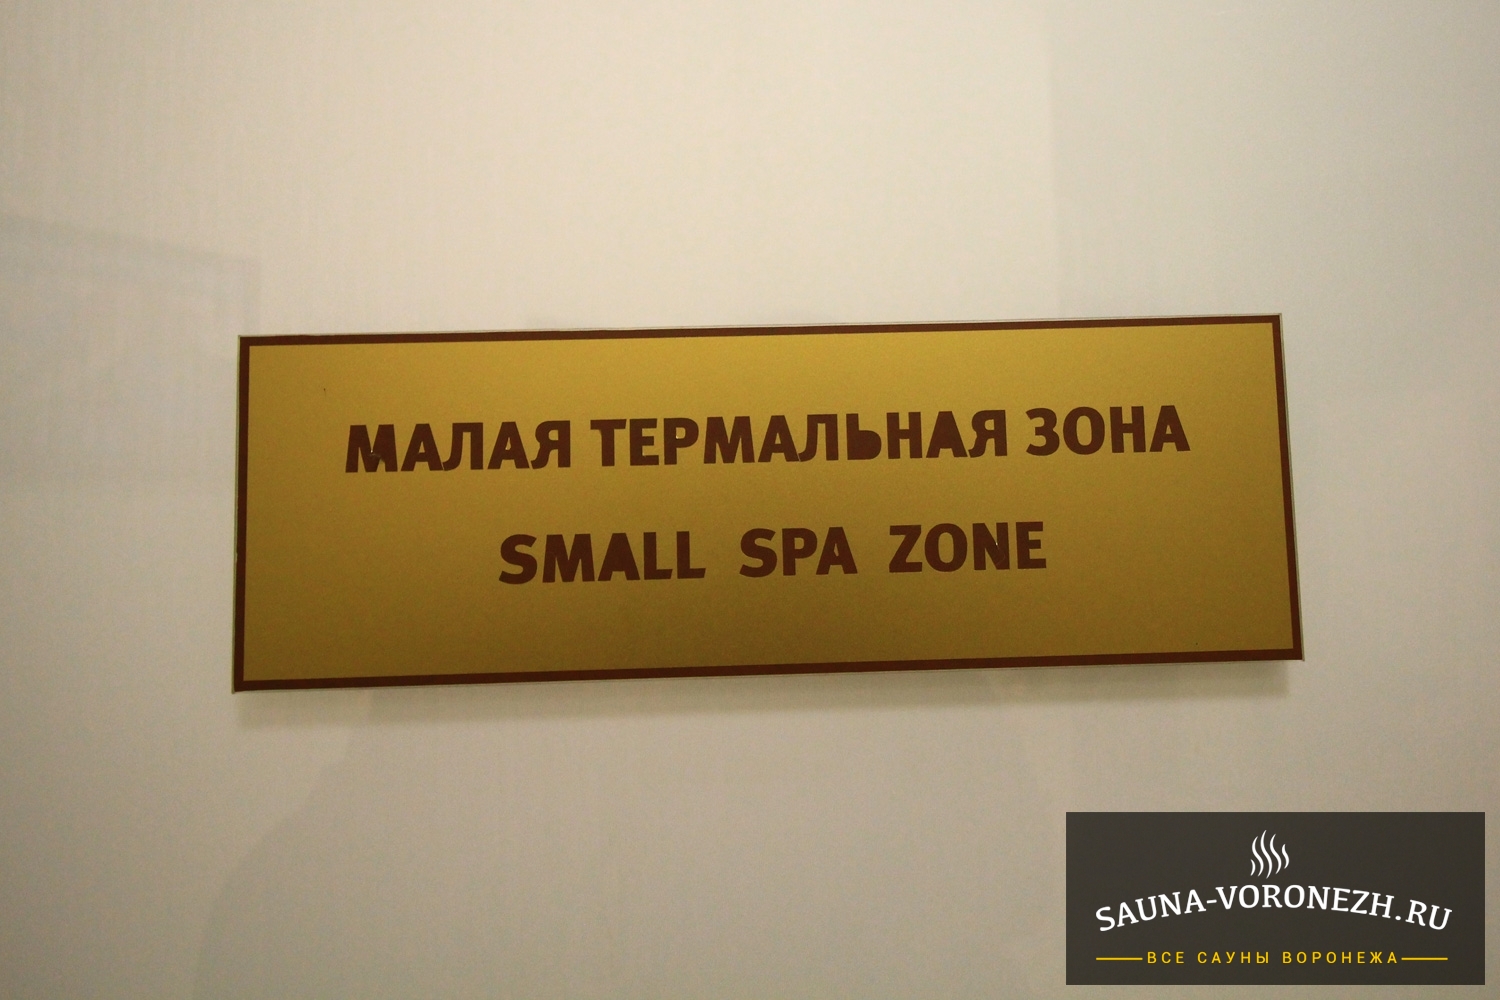 МАЛАЯ ТЕРМАЛЬНАЯ ЗОНА
SMALL SPA ZONE
SAUNA-VORONEZH.RU
ВСЕ САУНЫ ВОРОНЕЖА